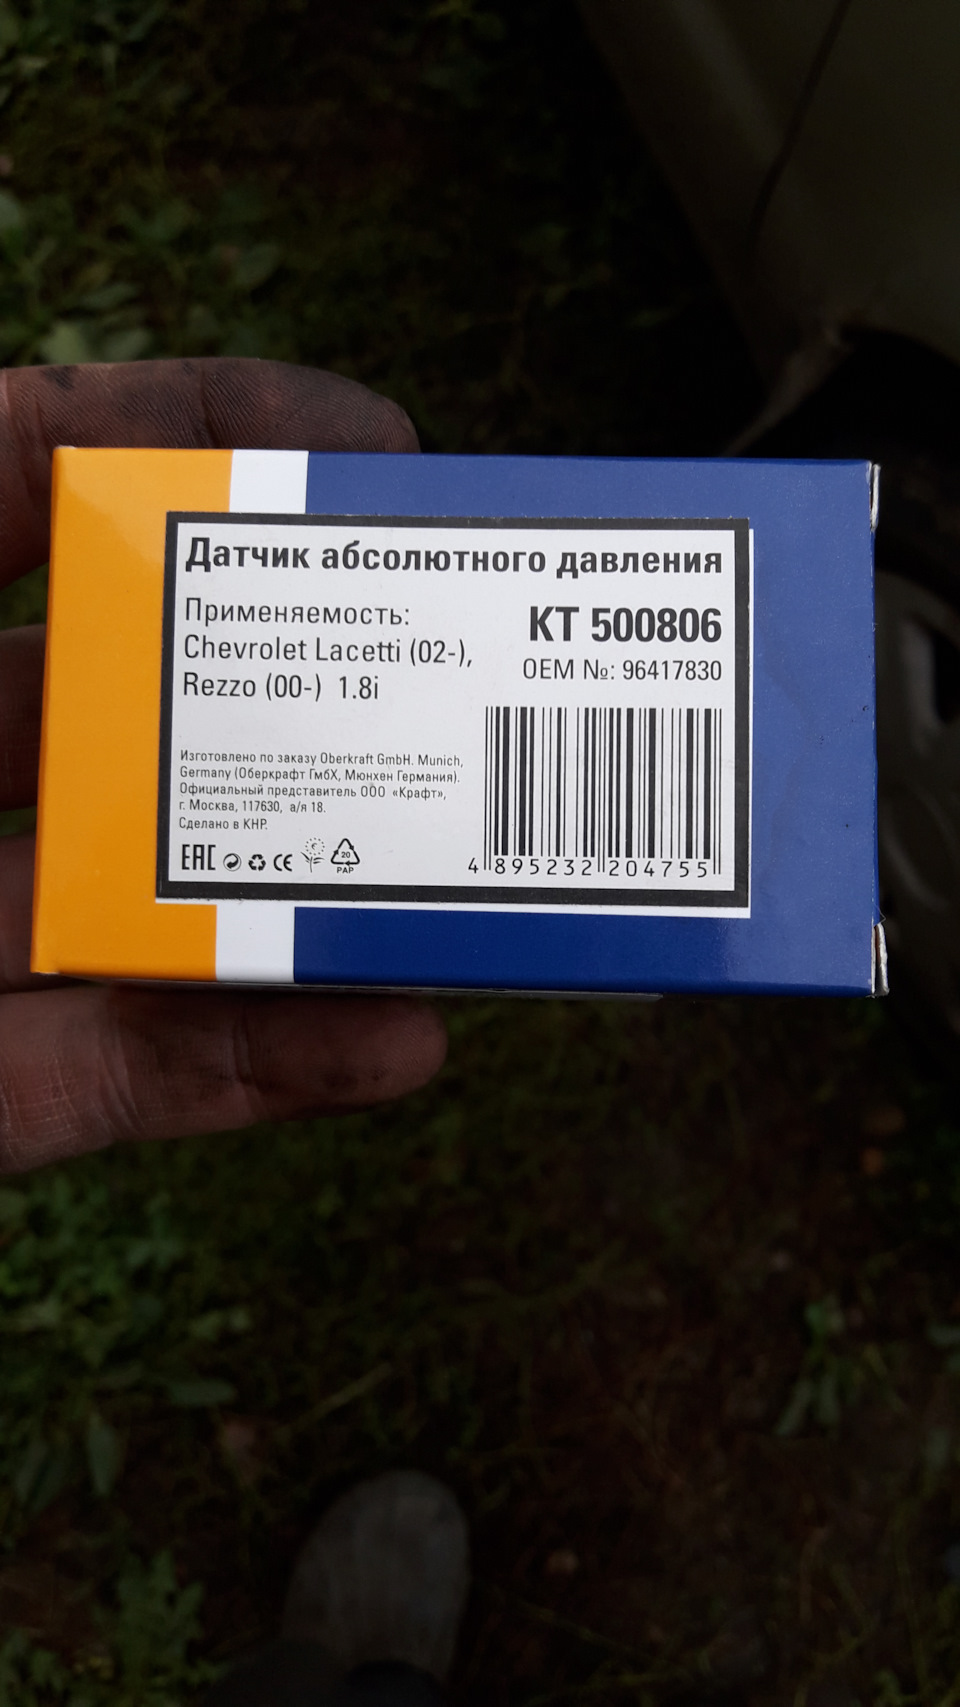 Датчик абсолютного давления
Применяемость:
Chevrolet Lacetti (02-),
Rezzo (00-) 1.8i
КТ 500806
OEM №: 96417830
Изготовлено по заказу Oberkraft GmbH. Munich,
Germany (Оберкрафт ГмбХ, Мюнхен Германия).
Официальный представитель ООО «Крафт»,
г. Москва, 117630, а/я 18.
Сделано в КНР.
EAC CE 20 PAP
4 895232 204755